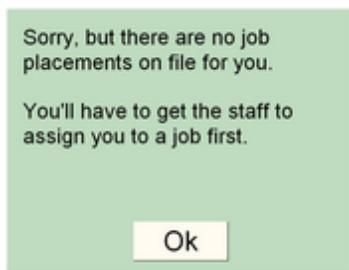 Sorry, but there are no job
placements on file for you.
You'll have to get the staff to
assign you to a job first.
Ok